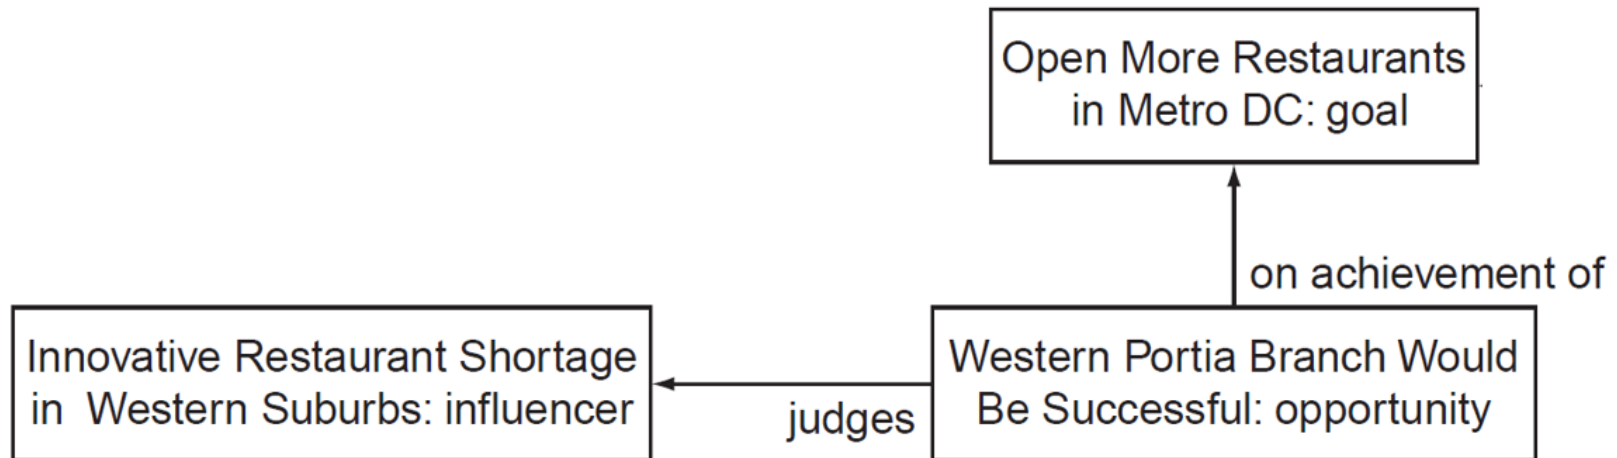 Open More Restaurants
in Metro DC: goal
on achievement of
Innovative Restaurant Shortage
in Western Suburbs: influencer
judges
Western Portia Branch Would
Be Successful: opportunity